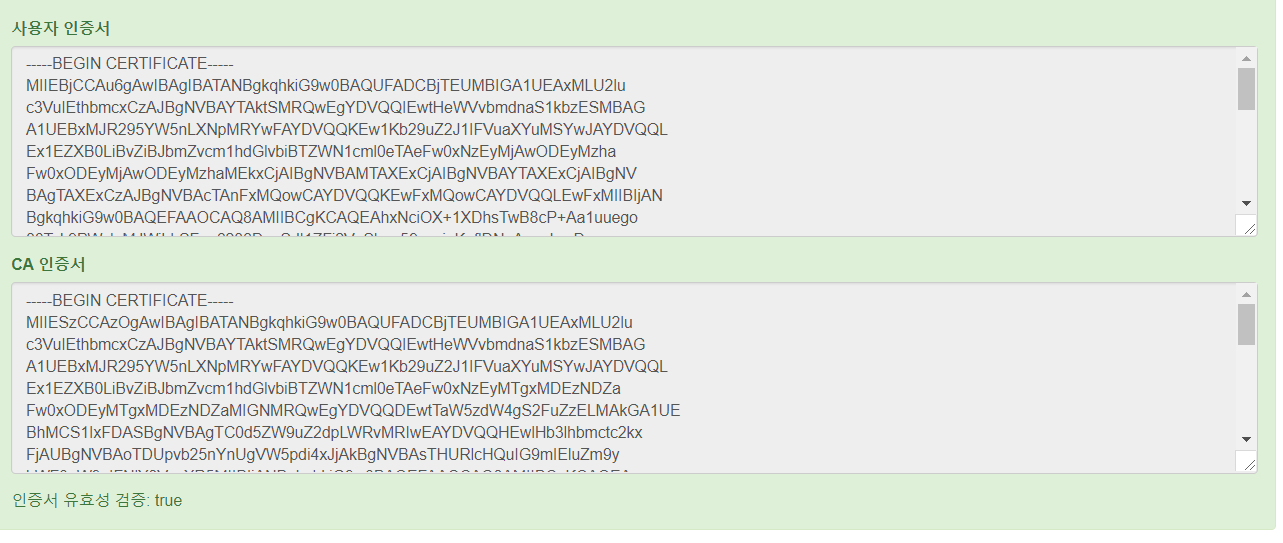 사용자 인증서
-----BEGIN CERTIFICATE-----
MIIEBjCCAu6gAwIBAgIBATANBgkqhkiG9w0BAQUFADCBjTEUMBIGA1UEAxMLU2lu
c3VuIEthbmcxCzAJBgNVBAYTAktSMRQwEgYDVQQIEwtHeWVvbmdnaS1kbzESMBAG
A1UEBxMJR295YW5nLXNpMRYwFAYDVQQKEw1Kb29uZ2J1IFVuaXYuMSYwJAYDVQQL
Ex1EZXB0LiBvZiBJbmZvcm1hdGlvbiBTZWN1cml0eTAeFw0xNzEyMjAwODEyMzha
Fw0xODEyMjAwODEyMzhaMEkxCjAIBgNVBAMTAXExCjAIBgNVBAYTAXExCjAIBgNV
BAgTAXExCzAJBgNVBAcTAnFxMQowCAYDVQQKEwFxMQowCAYDVQQLEwFxMIIBIjAN
BgkqhkiG9w0BAQEFAAOCAQ8AMIIBCgKCAQEAhxNciOX+1XDhsTwB8cP+Aa1uuego
CA 인증서
-----BEGIN CERTIFICATE-----
MIIESzCCAzOgAwIBAgIBATANBgkqhkiG9w0BAQUFADCBjTEUMBIGA1UEAxMLU2lu
c3VuIEthbmcxCzAJBgNVBAYTAktSMRQwEgYDVQQIEwtHeWVvbmdnaS1kbzESMBAG
A1UEBxMJR295YW5nLXNpMRYwFAYDVQQKEw1Kb29uZ2J1IFVuaXYuMSYwJAYDVQQL
Ex1EZXB0LiBvZiBJbmZvcm1hdGlvbiBTZWN1cml0eTAeFw0xNzEyMTgxMDEzNDZa
Fw0xODEyMTgxMDEzNDZaMIGNMRQwEgYDVQQDEwtTaW5zdW4gS2FuZzELMAkGA1UE
BhMCS1IxFDASBgNVBAgTC0d5ZW9uZ2dpLWRvMRIwEAYDVQQHEwlHb3lhbmctc2kx
FjAUBgNVBAoTDUpvb25nYnUgVW5pdi4xJjAkBgNVBAsTHURlcHQuIG9mIEluZm9y
인증서 유효성 검증: true